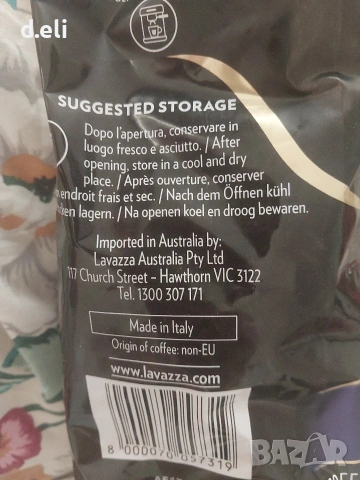 d.eli
SUGGESTED STORAGE
Dopo l'apertura, conservare in
luogo fresco e asciutto. / After
opening, store in a cool and dry
place. / Après ouverture, conserver
endroit frais et sec. / Nach dem Öffnen kühl
lagern. / Na openen koel en droog bewaren.
Imported in Australia by:
Lavazza Australia Pty Ltd
117 Church Street - Hawthorn VIC 3122
Tel. 1300 307 171
Made in Italy
Origin of coffee: non-EU
www.lavazza.com
8 000070 057319
BAZAR